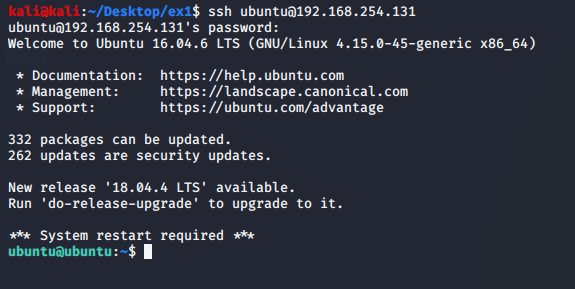 kali@kali:~/Desktop/ex1$ ssh ubuntu@192.168.254.131
ubuntu@192.168.254.131's password:
Welcome to Ubuntu 16.04.6 LTS (GNU/Linux 4.15.0-45-generic x86_64)
* Documentation:  https://help.ubuntu.com
* Management:     https://landscape.canonical.com
* Support:        https://ubuntu.com/advantage
332 packages can be updated.
262 updates are security updates.
New release '18.04.4 LTS' available.
Run 'do-release-upgrade' to upgrade to it.
*** System restart required ***
ubuntu@ubuntu:~$